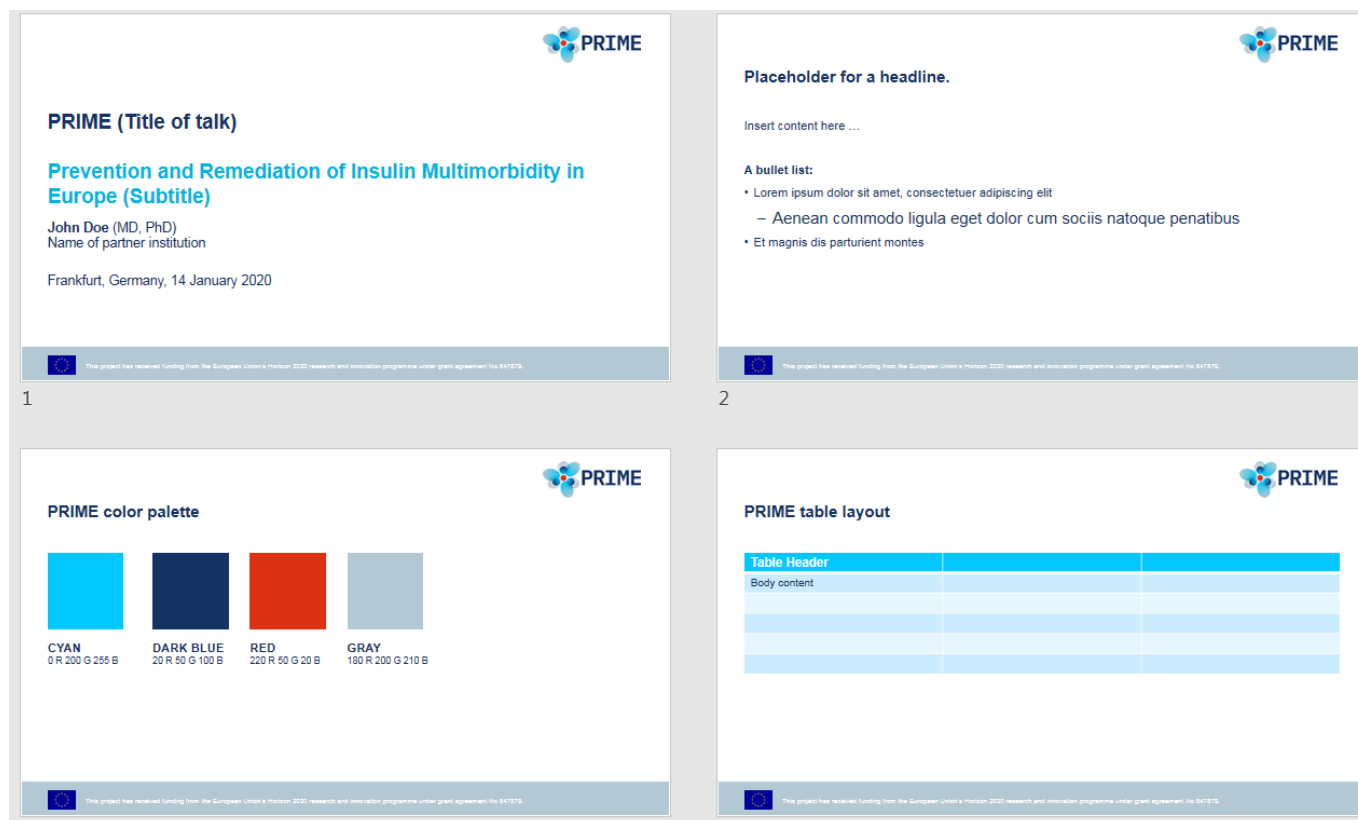 PRIME
PRIME (Title of talk)
Prevention and Remediation of Insulin Multimorbidity in
Europe (Subtitle)
John Doe (MD, PhD)
Name of partner institution
Frankfurt, Germany, 14 January 2020
This project has received funding from the European Union's Horizon 2020 research and innovation programme under grant agreement No 847879.
1
PRIME
Placeholder for a headline.
Insert content here …
A bullet list:
• Lorem ipsum dolor sit amet, consectetuer adipiscing elit
– Aenean commodo ligula eget dolor cum sociis natoque penatibus
• Et magnis dis parturient montes
This project has received funding from the European Union's Horizon 2020 research and innovation programme under grant agreement No 847879.
2
PRIME
PRIME color palette
CYAN
0 R 200 G 255 B
DARK BLUE
20 R 50 G 100 B
RED
220 R 50 G 20 B
GRAY
180 R 200 G 210 B
This project has received funding from the European Union's Horizon 2020 research and innovation programme under grant agreement No 847879.
PRIME
PRIME table layout
Table Header
Body content
This project has received funding from the European Union's Horizon 2020 research and innovation programme under grant agreement No 847879.